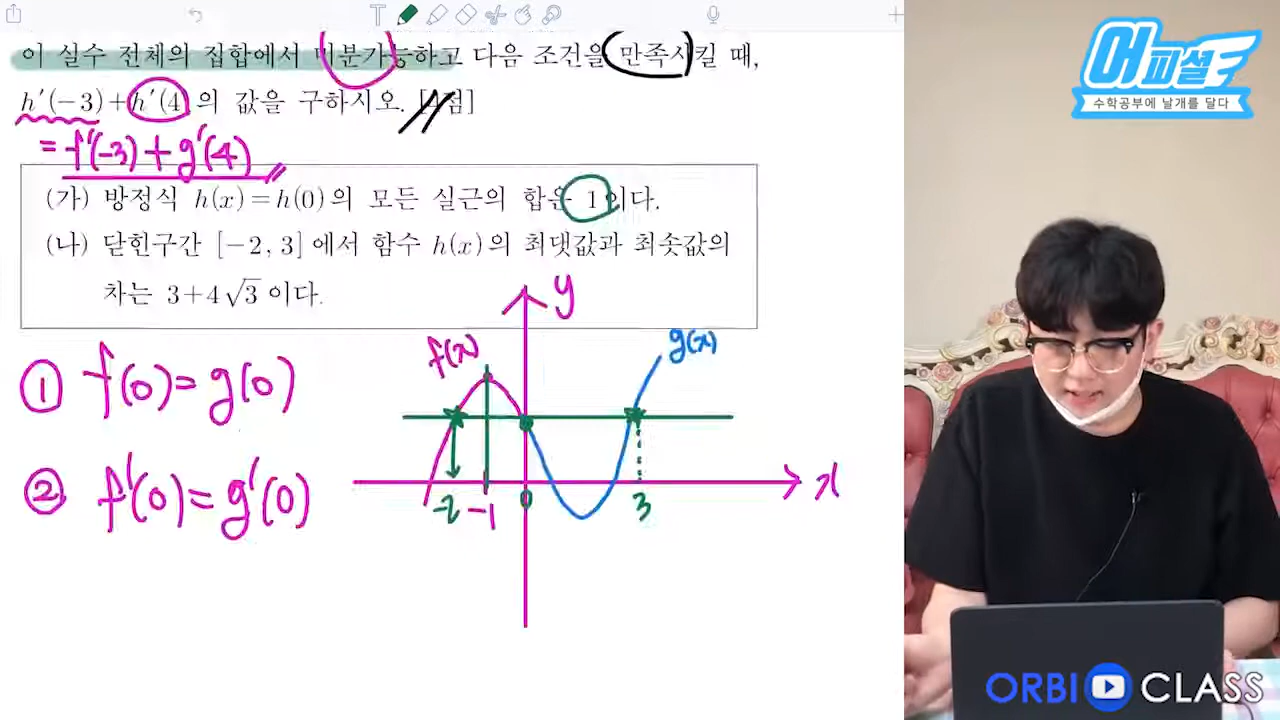 이 실수 전체의 집합에서 미분가능하고 다음 조건을 만족시킬 때,
h′(−3)+h′(4)의 값을 구하시오. [4점]
= f'(-3) + g'(4)
(가) 방정식 h(x)=h(0)의 모든 실근의 합은 1이다.
(나) 닫힌구간 [−2, 3]에서 함수 h(x)의 최댓값과 최솟값의
차는 3+4√3이다.
y
f(x)
g(x)
① f(0)=g(0)
② f'(0)=g'(0)
-2 -1 0 3 x
어피셜
수학공부에 날개를 달다
ORBI CLASS